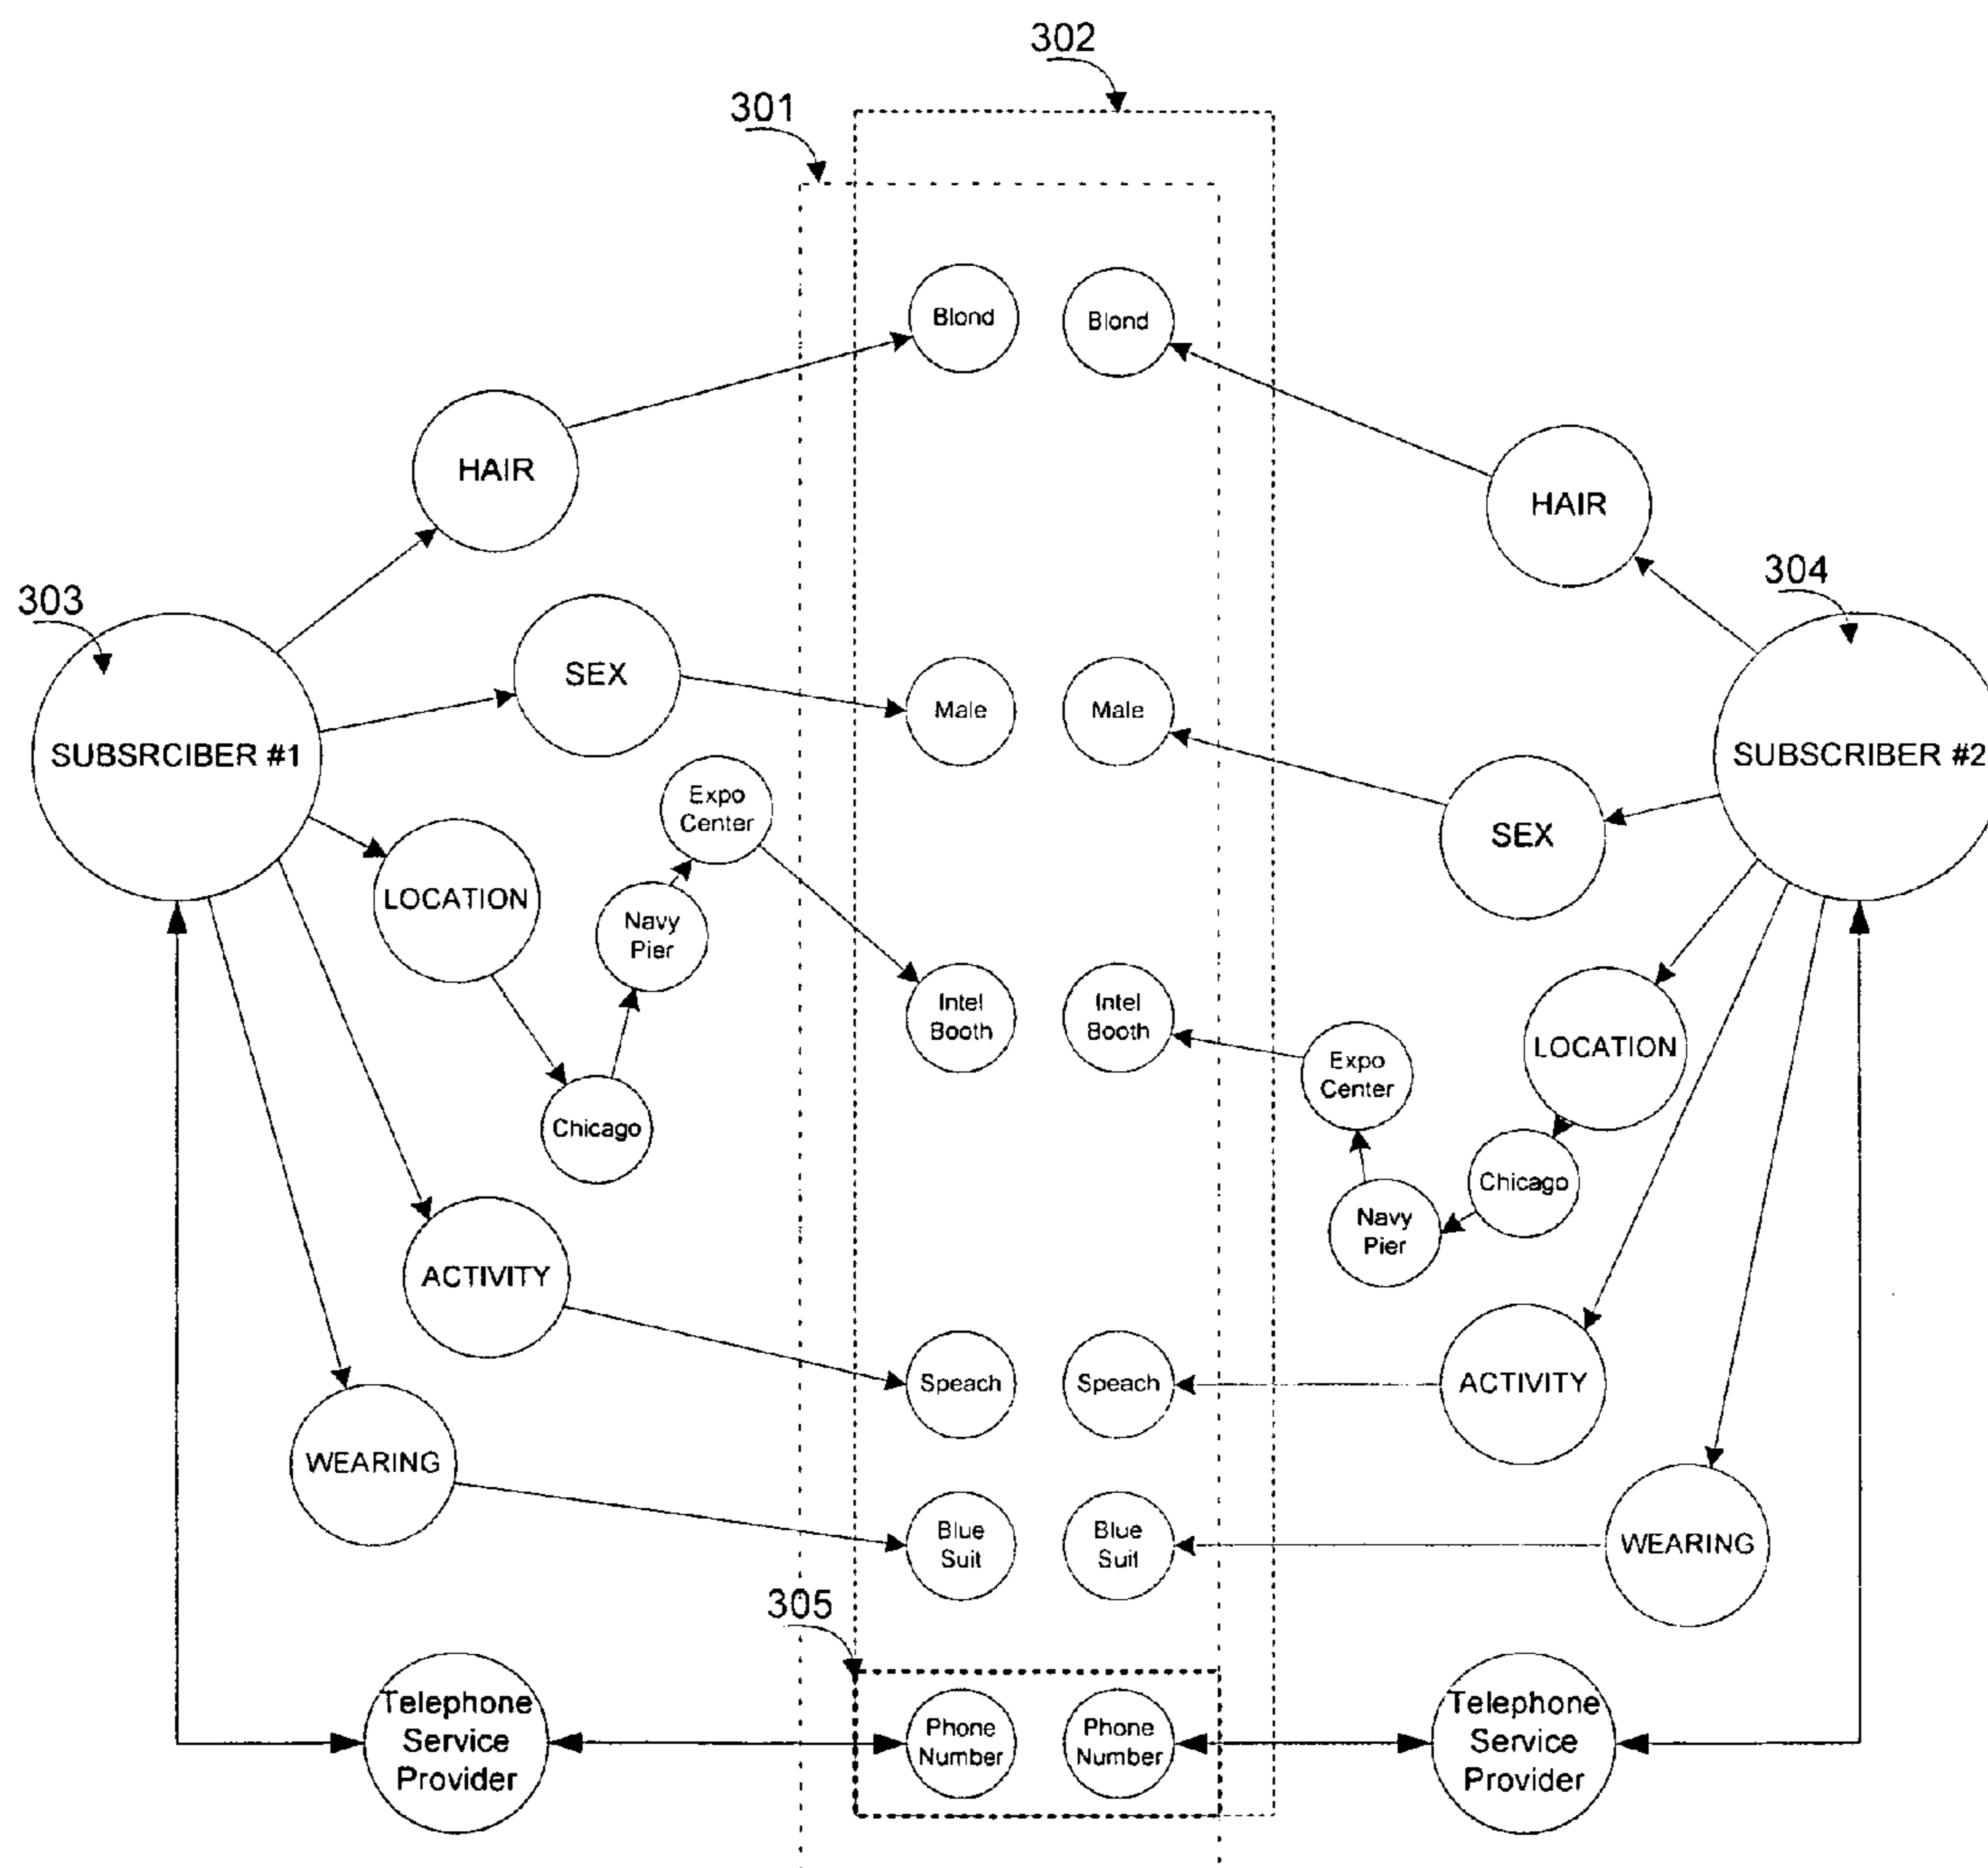 302
301
Blond
Blond
HAIR
HAIR
303
304
SEX
Male
Male
SUBSRCIBER #1
SUBSCRIBER #2
Expo
Center
SEX
LOCATION
Navy
Pier
Intel
Booth
Intel
Booth
LOCATION
Expo
Center
Chicago
Chicago
Navy
Pier
ACTIVITY
Speach
Speach
ACTIVITY
WEARING
Blue
Suit
Blue
Suit
WEARING
305
Telephone
Service
Provider
Phone
Number
Phone
Number
Telephone
Service
Provider